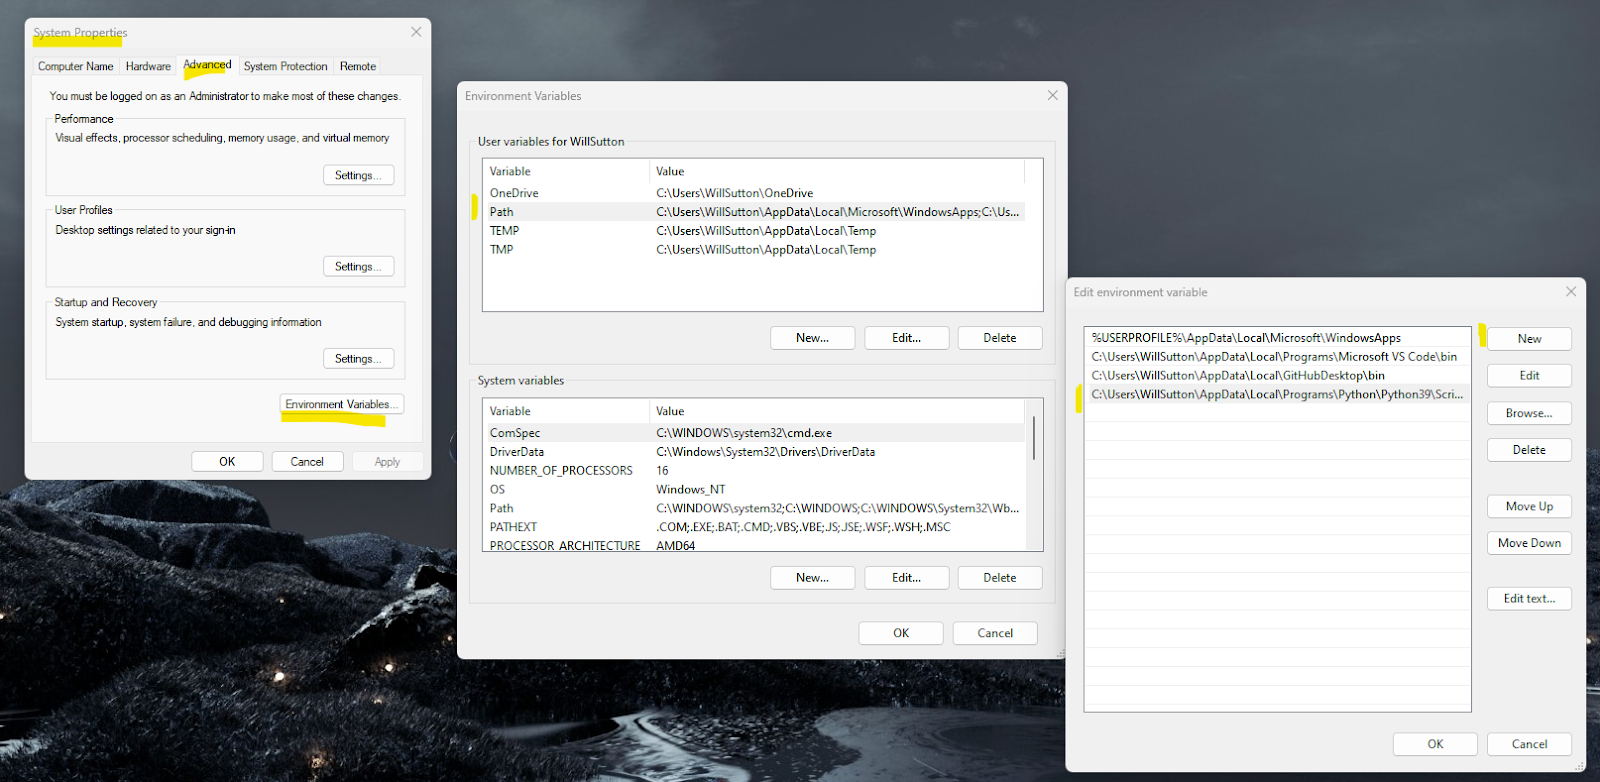 System Properties
Computer Name Hardware Advanced System Protection Remote
You must be logged on as an Administrator to make most of these changes.
Performance
Visual effects, processor scheduling, memory usage, and virtual memory
Settings...
User Profiles
Desktop settings related to your sign-in
Settings...
Startup and Recovery
System startup, system failure, and debugging information
Settings...
Environment Variables...
OK Cancel Apply
Environment Variables
User variables for WillSutton
Variable Value
OneDrive C:\Users\WillSutton\OneDrive
Path C:\Users\WillSutton\AppData\Local\Microsoft\WindowsApps;C:\Us...
TEMP C:\Users\WillSutton\AppData\Local\Temp
TMP C:\Users\WillSutton\AppData\Local\Temp
New... Edit... Delete
System variables
Variable Value
ComSpec C:\WINDOWS\system32\cmd.exe
DriverData C:\Windows\System32\Drivers\DriverData
NUMBER_OF_PROCESSORS 16
OS Windows_NT
Path C:\WINDOWS\system32;C:\WINDOWS;C:\WINDOWS\System32\Wb...
PATHEXT .COM;.EXE;.BAT;.CMD;.VBS;.VBE;.JS;.JSE;.WSF;.WSH;.MSC
PROCESSOR_ARCHITECTURE AMD64
New... Edit... Delete
OK Cancel
Edit environment variable
%USERPROFILE%\AppData\Local\Microsoft\WindowsApps
C:\Users\WillSutton\AppData\Local\Programs\Microsoft VS Code\bin
C:\Users\WillSutton\AppData\Local\GitHubDesktop\bin
C:\Users\WillSutton\AppData\Local\Programs\Python\Python39\Scri...
New
Edit
Browse...
Delete
Move Up
Move Down
Edit text...
OK Cancel